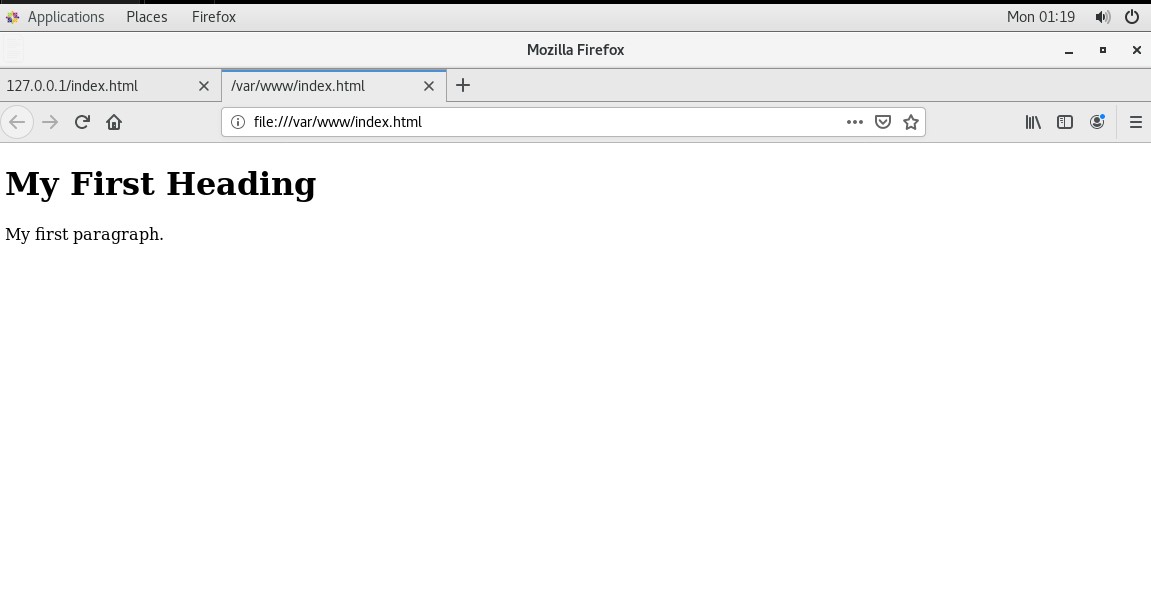 Applications Places Firefox Mon 01:19
Mozilla Firefox
127.0.0.1/index.html /var/www/index.html
file:///var/www/index.html
My First Heading
My first paragraph.